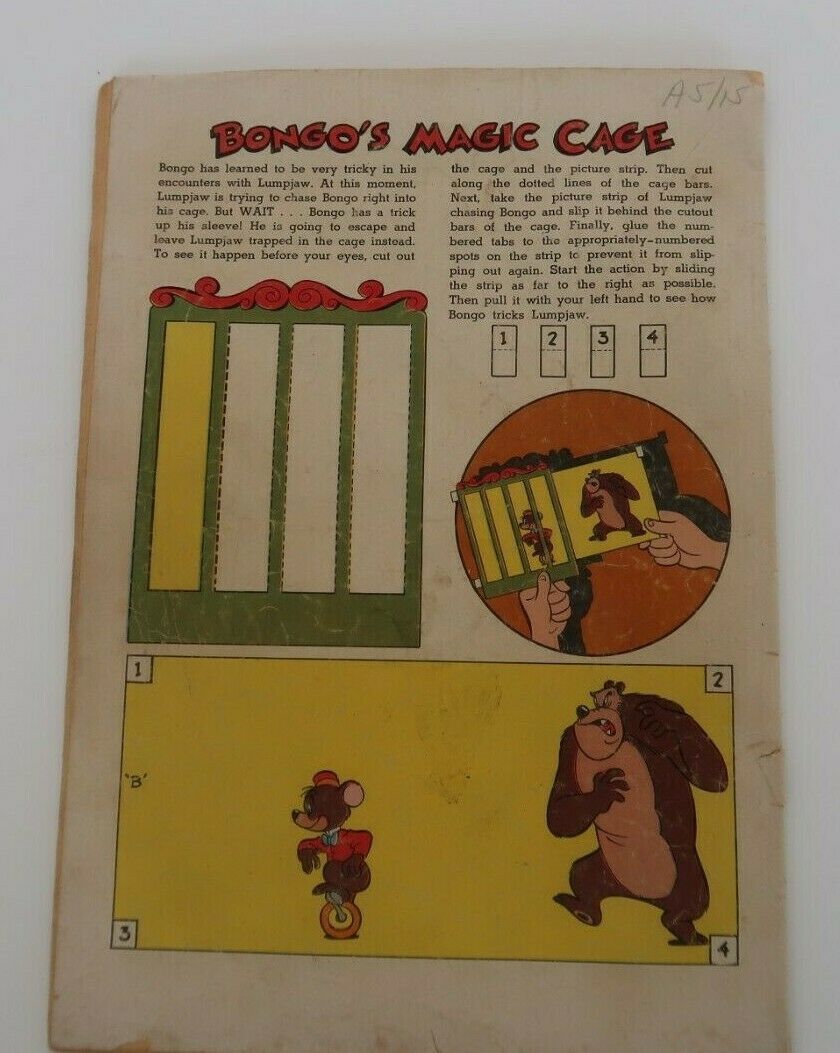 A5/15
BONGO'S MAGIC CAGE
Bongo has learned to be very tricky in his
encounters with Lumpjaw. At this moment,
Lumpjaw is trying to chase Bongo right into
his cage. But WAIT . . . Bongo has a trick
up his sleeve! He is going to escape and
leave Lumpjaw trapped in the cage instead.
To see it happen before your eyes, cut out
the cage and the picture strip. Then cut
along the dotted lines of the cage bars.
Next, take the picture strip of Lumpjaw
chasing Bongo and slip it behind the cutout
bars of the cage. Finally, glue the num-
bered tabs to the appropriately-numbered
spots on the strip to prevent it from slip-
ping out again. Start the action by sliding
the strip as far to the right as possible.
Then pull it with your left hand to see how
Bongo tricks Lumpjaw.
1 2 3 4
1
2
"B"
3
4